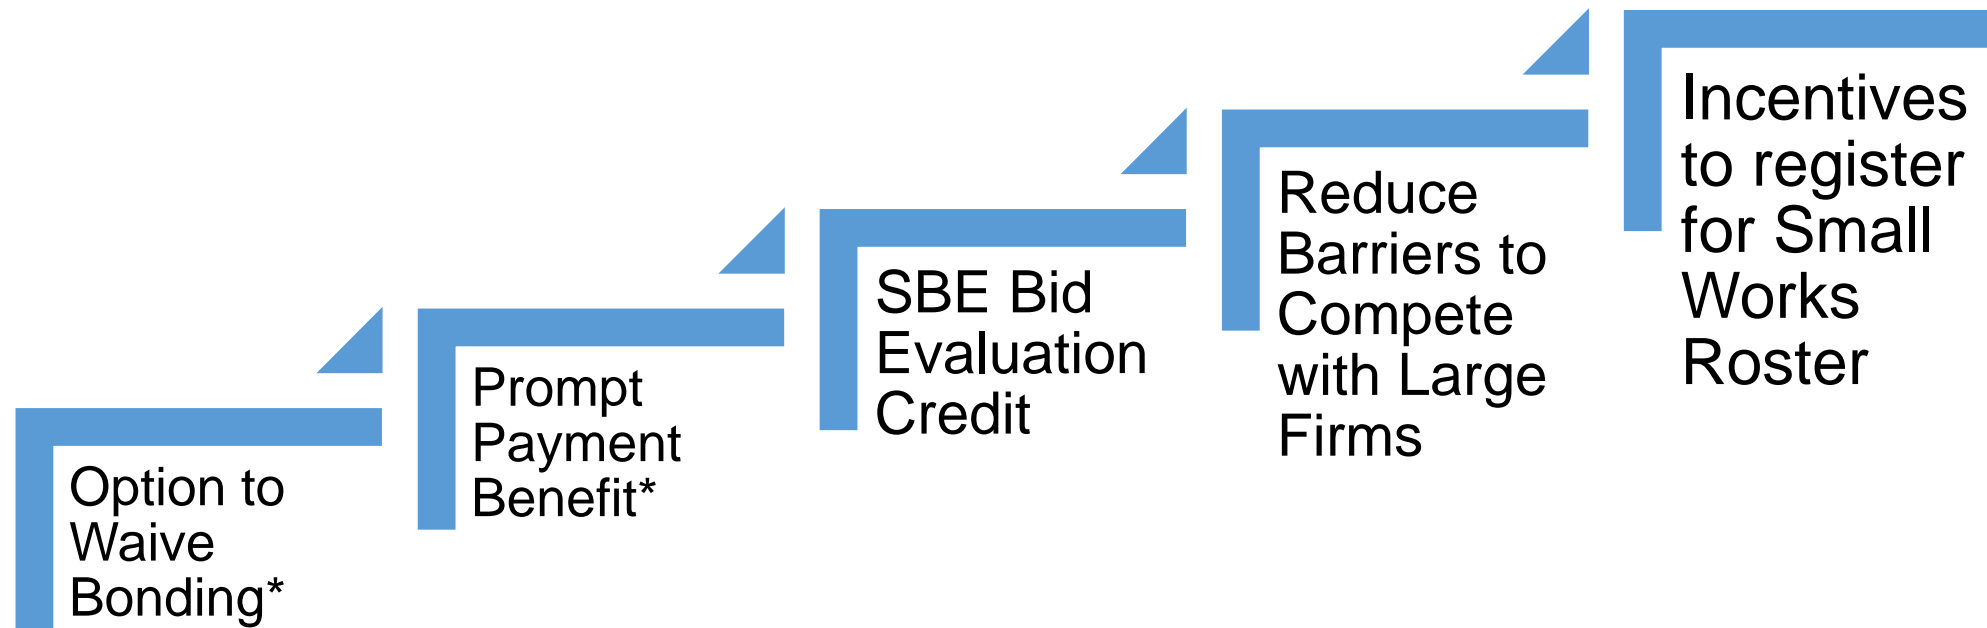 Option to
Waive
Bonding*
Prompt
Payment
Benefit*
SBE Bid
Evaluation
Credit
Reduce
Barriers to
Compete
with Large
Firms
Incentives
to register
for Small
Works
Roster